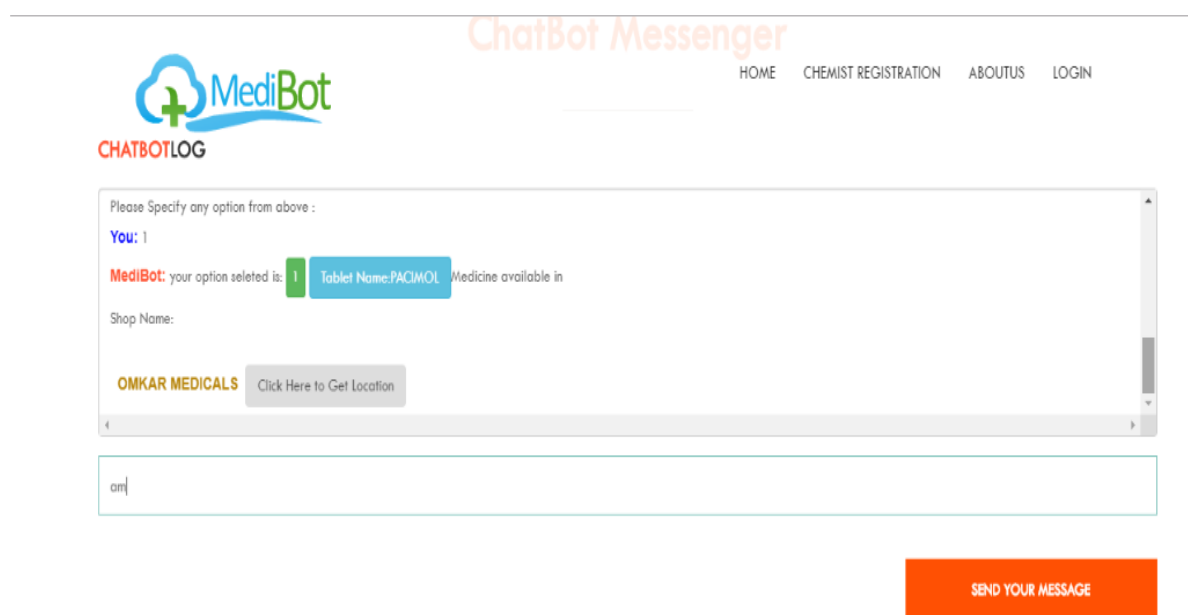 ChatBot Messenger
MediBot
HOME CHEMIST REGISTRATION ABOUTUS LOGIN
CHATBOTLOG
Please Specify any option from above :
You: 1
MediBot: your option seleted is: 1 Tablet Name:PACIMOL Medicine available in
Shop Name:
OMKAR MEDICALS Click Here to Get Location
am
SEND YOUR MESSAGE